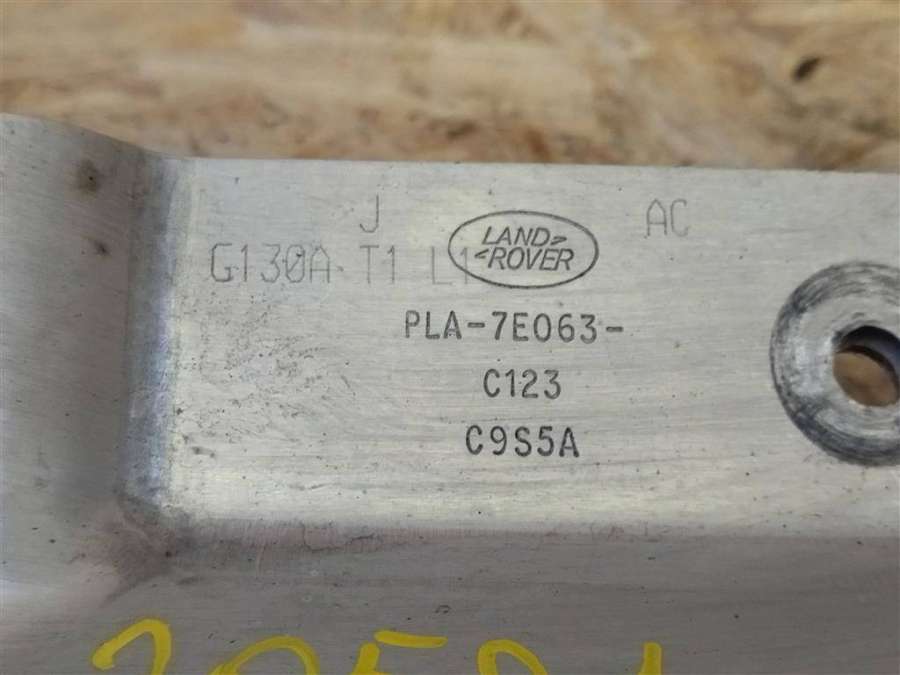 J AC
G130A T1 L1
LAND
ROVER
PLA-7E063-
C123
C9S5A